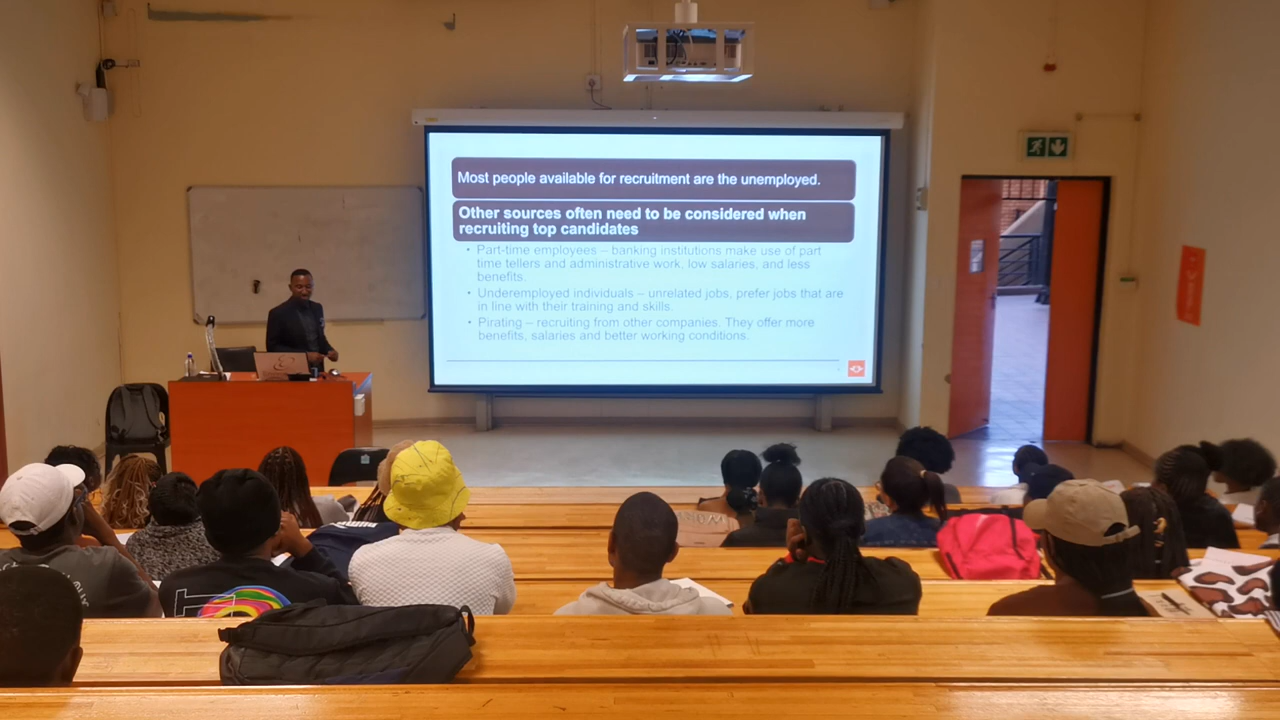 Most people available for recruitment are the unemployed.
Other sources often need to be considered when
recruiting top candidates
• Part-time employees – banking institutions make use of part
time tellers and administrative work, low salaries, and less
benefits.
• Underemployed individuals – unrelated jobs, prefer jobs that are
in line with their training and skills.
• Pirating – recruiting from other companies. They offer more
benefits, salaries and better working conditions.